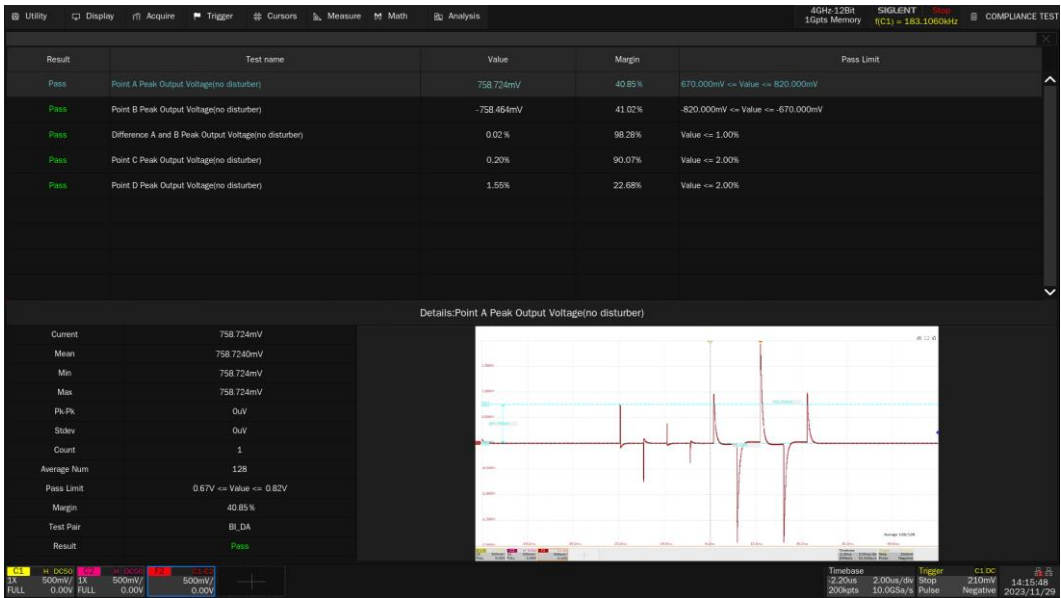 Utility Display Acquire Trigger Cursors Measure Math Analysis
4GHz-12Bit SIGLENT Stop COMPLIANCE TEST
1Gpts Memory f(C1) = 183.1060kHz
Result Test name Value Margin Pass Limit
Pass Point A Peak Output Voltage(no disturber) 758.724mV 40.85% 670.000mV <= Value <= 820.000mV
Pass Point B Peak Output Voltage(no disturber) -758.464mV 41.02% -820.000mV <= Value <= -670.000mV
Pass Difference A and B Peak Output Voltage(no disturber) 0.02 % 98.28% Value <= 1.00%
Pass Point C Peak Output Voltage(no disturber) 0.20% 90.07% Value <= 2.00%
Pass Point D Peak Output Voltage(no disturber) 1.55% 22.68% Value <= 2.00%
Details:Point A Peak Output Voltage(no disturber)
Current 758.724mV
Mean 758.7240mV
Min 758.724mV
Max 758.724mV
Pk-Pk 0uV
Stdev 0uV
Count 1
Average Num 128
Pass Limit 0.67V <= Value <= 0.82V
Margin 40.85%
Test Pair BI_DA
Result Pass
Average 128/128
C1 H DC50 C2 H DC50 F2 C1-C2 Timebase Trigger C1 DC
1X 500mV/ 1X 500mV/ 500mV/ -2.20us 2.00us/div Stop 210mV 14:15:48
FULL 0.00V FULL 0.00V 0.00V 200kpts 10.0GSa/s Pulse Negative 2023/11/29